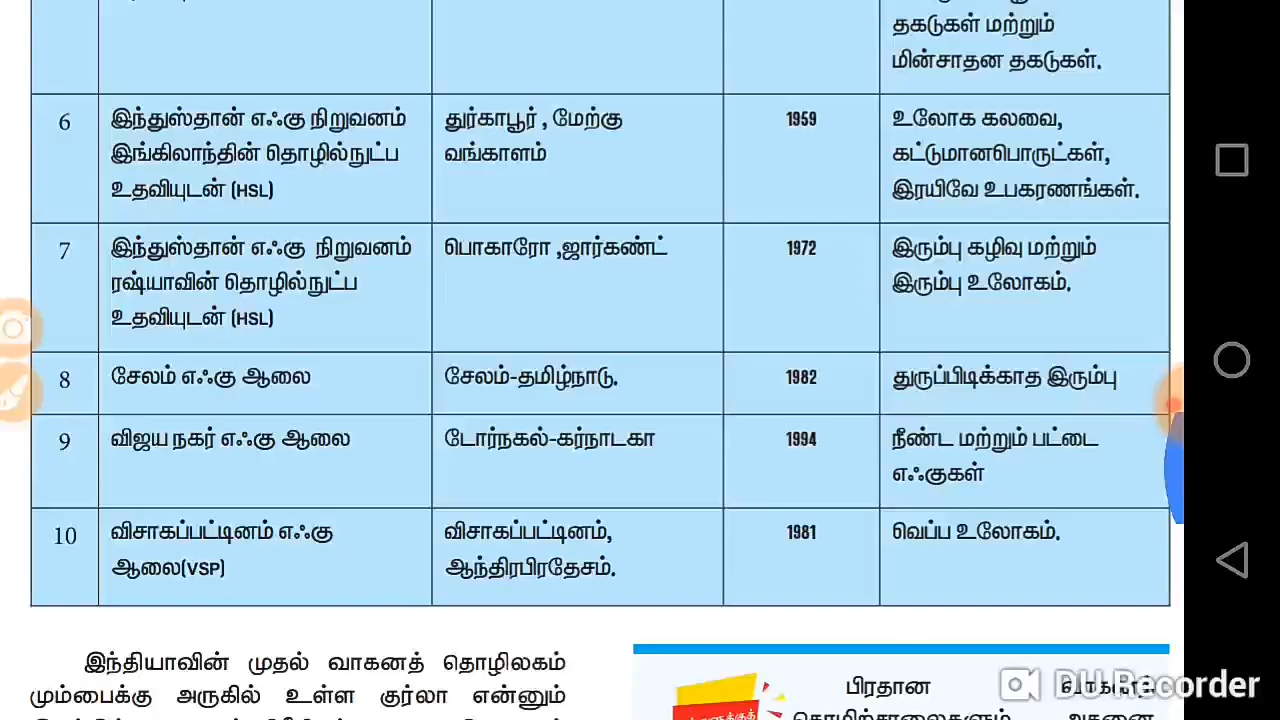 தகடுகள் மற்றும்
மின்சாதன தகடுகள்.
6
இந்துஸ்தான் எஃகு நிறுவனம்
இங்கிலாந்தின் தொழில்நுட்ப
உதவியுடன் (HSL)
துர்காபூர் , மேற்கு
வங்காளம்
1959
உலோக கலவை,
கட்டுமானபொருட்கள்,
இரயிவே உபகரணங்கள்.
7
இந்துஸ்தான் எஃகு நிறுவனம்
ரஷ்யாவின் தொழில்நுட்ப
உதவியுடன் (HSL)
பொகாரோ ,ஜார்கண்ட்
1972
இரும்பு கழிவு மற்றும்
இரும்பு உலோகம்.
8
சேலம் எஃகு ஆலை
சேலம்-தமிழ்நாடு.
1982
துருப்பிடிக்காத இரும்பு
9
விஜய நகர் எஃகு ஆலை
டோர்நகல்-கர்நாடகா
1994
நீண்ட மற்றும் பட்டை
எஃகுகள்
10
விசாகப்பட்டினம் எஃகு
ஆலை(VSP)
விசாகப்பட்டினம்,
ஆந்திரபிரதேசம்.
1981
வெப்ப உலோகம்.
இந்தியாவின் முதல் வாகனத் தொழிலகம்
மும்பைக்கு அருகில் உள்ள குர்லா என்னும்
பிரதான
DU Recorder